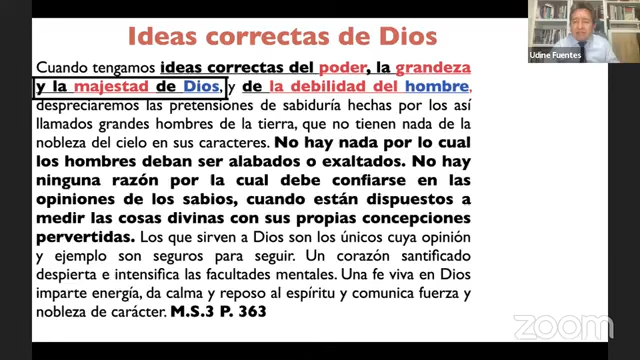 Ideas correctas de Dios
Udine Fuentes
Cuando tengamos ideas correctas del poder, la grandeza
y la majestad de Dios, y de la debilidad del hombre,
despreciaremos las pretensiones de sabiduría hechas por los así
llamados grandes hombres de la tierra, que no tienen nada de la
nobleza del cielo en sus caracteres. No hay nada por lo cual
los hombres deban ser alabados o exaltados. No hay
ninguna razón por la cual debe confiarse en las
opiniones de los sabios, cuando están dispuestos a
medir las cosas divinas con sus propias concepciones
pervertidas. Los que sirven a Dios son los únicos cuya opinión
y ejemplo son seguros para seguir. Un corazón santificado
despierta e intensifica las facultades mentales. Una fe viva en Dios
imparte energía, da calma y reposo al espíritu y comunica fuerza y
nobleza de carácter. M.S.3 P. 363
zoom